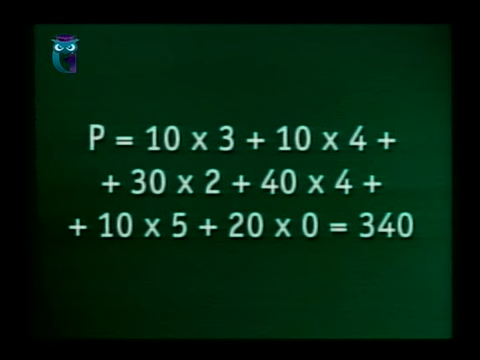 P = 10 x 3 + 10 x 4 +
+ 30 x 2 + 40 x 4 +
+ 10 x 5 + 20 x 0 = 340